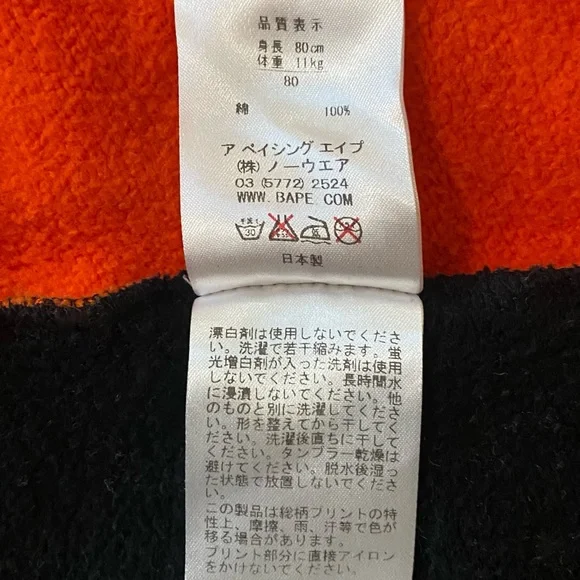 品質表示
身長 80cm
体重 11kg
80
綿 100%
ア ベイシング エイプ
(株) ノーウエア
03 (5772) 2524
WWW. BAPE. COM
手洗イ 30
日本製
漂白剤は使用しないでくださ
い。洗濯で若干縮みます。蛍
光増白剤が入った洗剤は使用
しないでください。長時間水
に浸漬しないでください。他
のものと別に洗濯してくださ
い。形を整えてから干してく
ださい。洗濯後直ちに干して
ください。タンブラー乾燥は
避けてください。脱水後湿っ
た状態で放置しないでください。
この製品は総柄プリントの特
性上、摩擦、雨、汗等で色が
移る場合があります。
プリント部分に直接アイロン
をかけないでください。